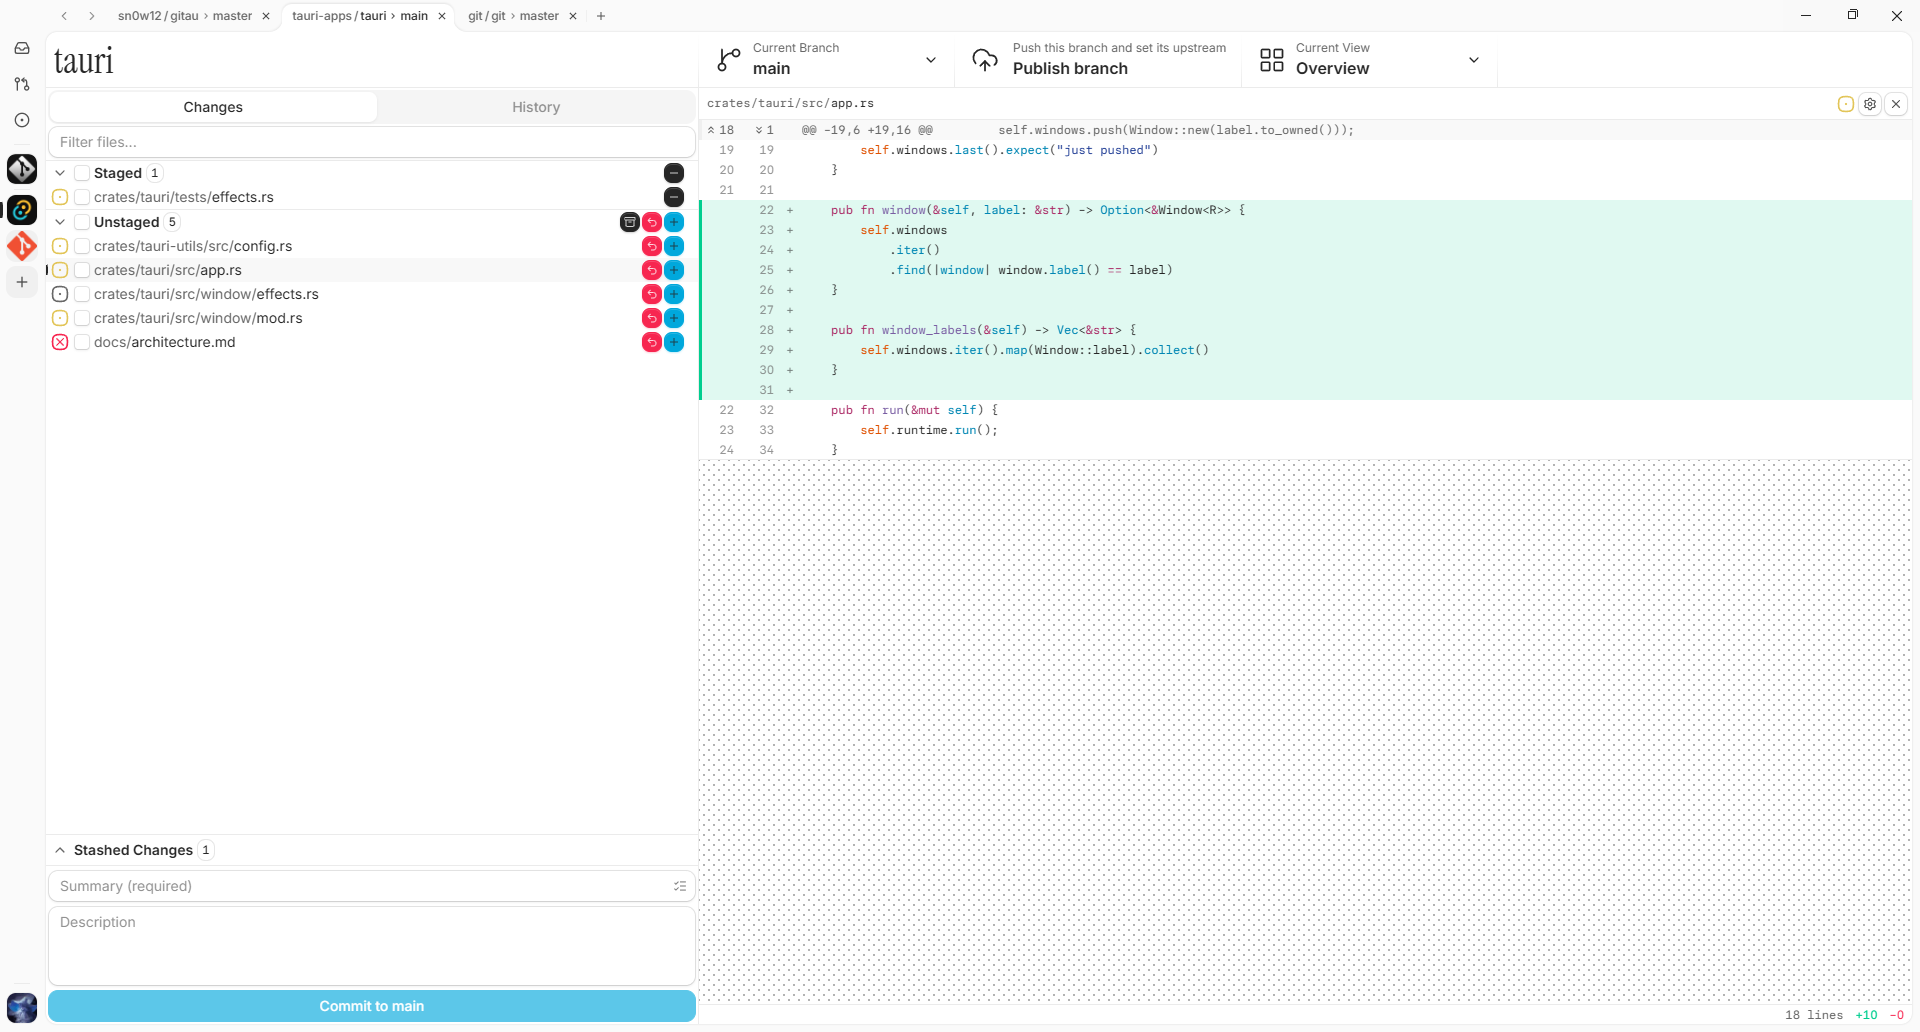 sn0w12 / gitau › master
tauri-apps / tauri › main
git / git › master
tauri
Current Branch
main
Push this branch and set its upstream
Publish branch
Current View
Overview
Changes
History
Filter files...
Staged 1
crates/tauri/tests/effects.rs
Unstaged 5
crates/tauri-utils/src/config.rs
crates/tauri/src/app.rs
crates/tauri/src/window/effects.rs
crates/tauri/src/window/mod.rs
docs/architecture.md
Stashed Changes 1
Summary (required)
Description
Commit to main
crates/tauri/src/app.rs
18 1 @@ -19,6 +19,16 @@ self.windows.push(Window::new(label.to_owned()));
19 19 self.windows.last().expect("just pushed")
20 20 }
21 21
22 + pub fn window(&self, label: &str) -> Option<&Window<R>> {
23 + self.windows
24 + .iter()
25 + .find(|window| window.label() == label)
26 + }
27 +
28 + pub fn window_labels(&self) -> Vec<&str> {
29 + self.windows.iter().map(Window::label).collect()
30 + }
31 +
22 32 pub fn run(&mut self) {
23 33 self.runtime.run();
24 34 }
18 lines +10 -0